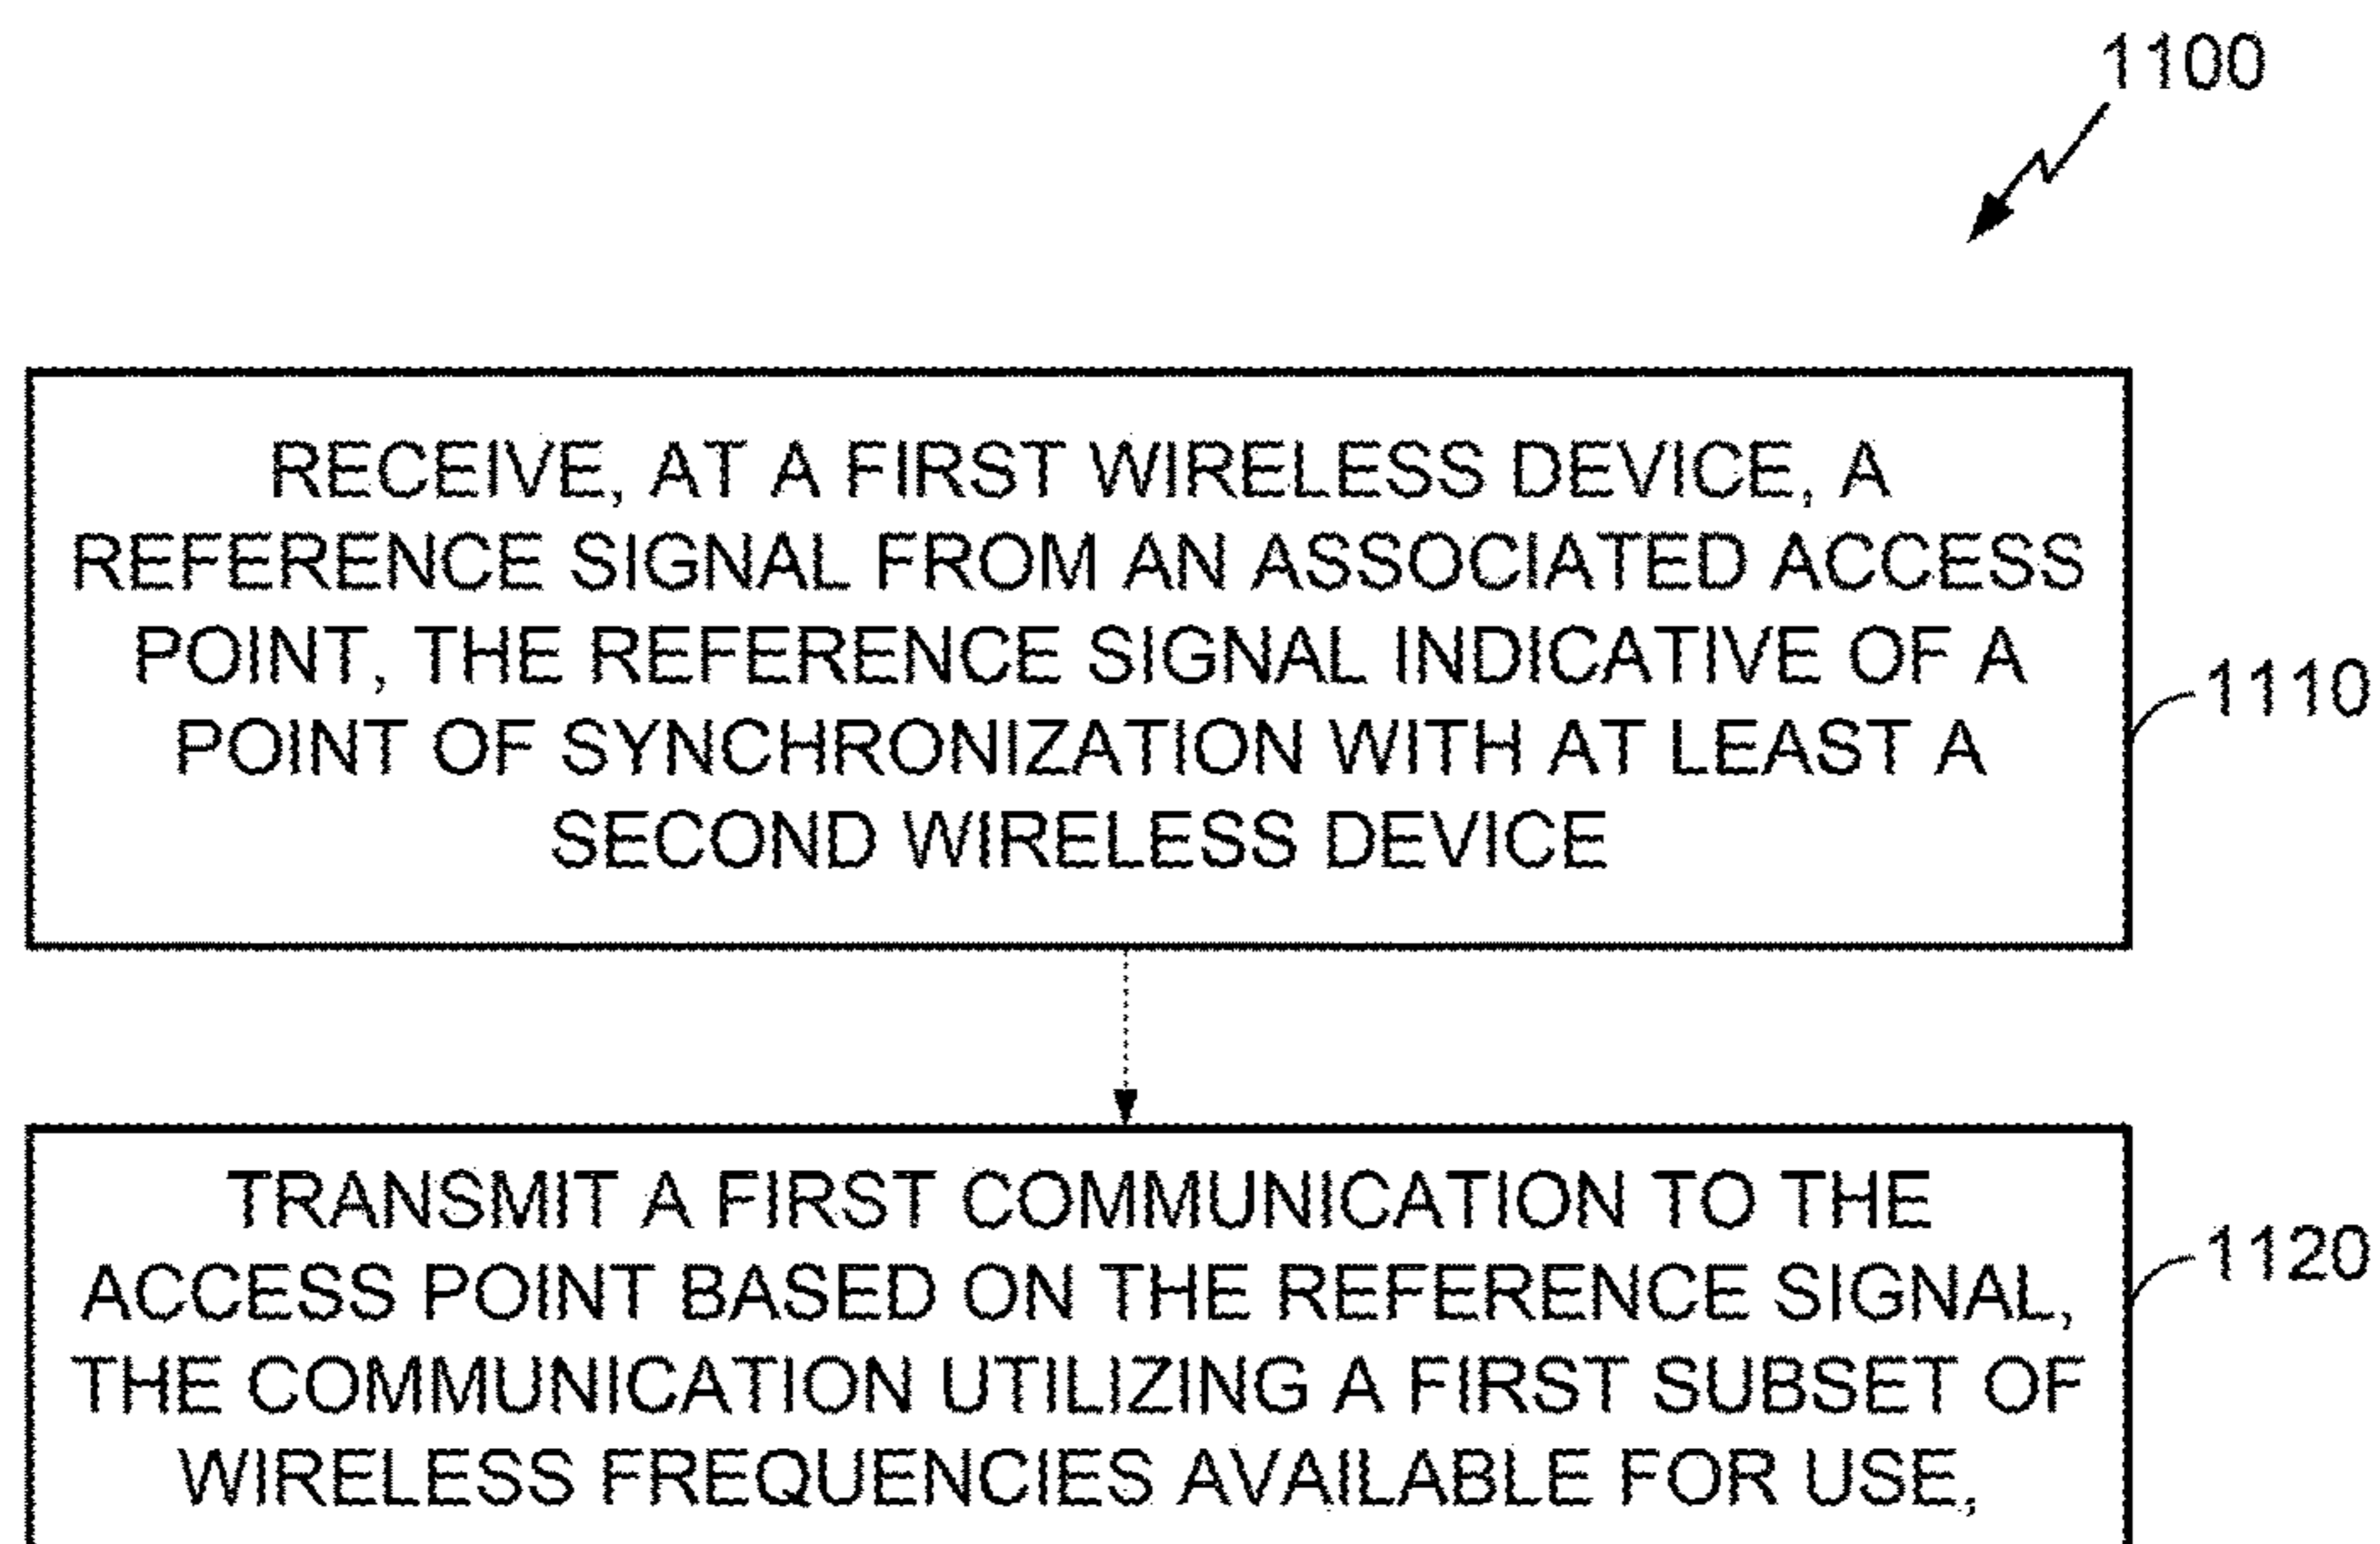 1100
RECEIVE, AT A FIRST WIRELESS DEVICE, A
REFERENCE SIGNAL FROM AN ASSOCIATED ACCESS
POINT, THE REFERENCE SIGNAL INDICATIVE OF A
POINT OF SYNCHRONIZATION WITH AT LEAST A
SECOND WIRELESS DEVICE
1110
TRANSMIT A FIRST COMMUNICATION TO THE
ACCESS POINT BASED ON THE REFERENCE SIGNAL,
THE COMMUNICATION UTILIZING A FIRST SUBSET OF
WIRELESS FREQUENCIES AVAILABLE FOR USE,
1120